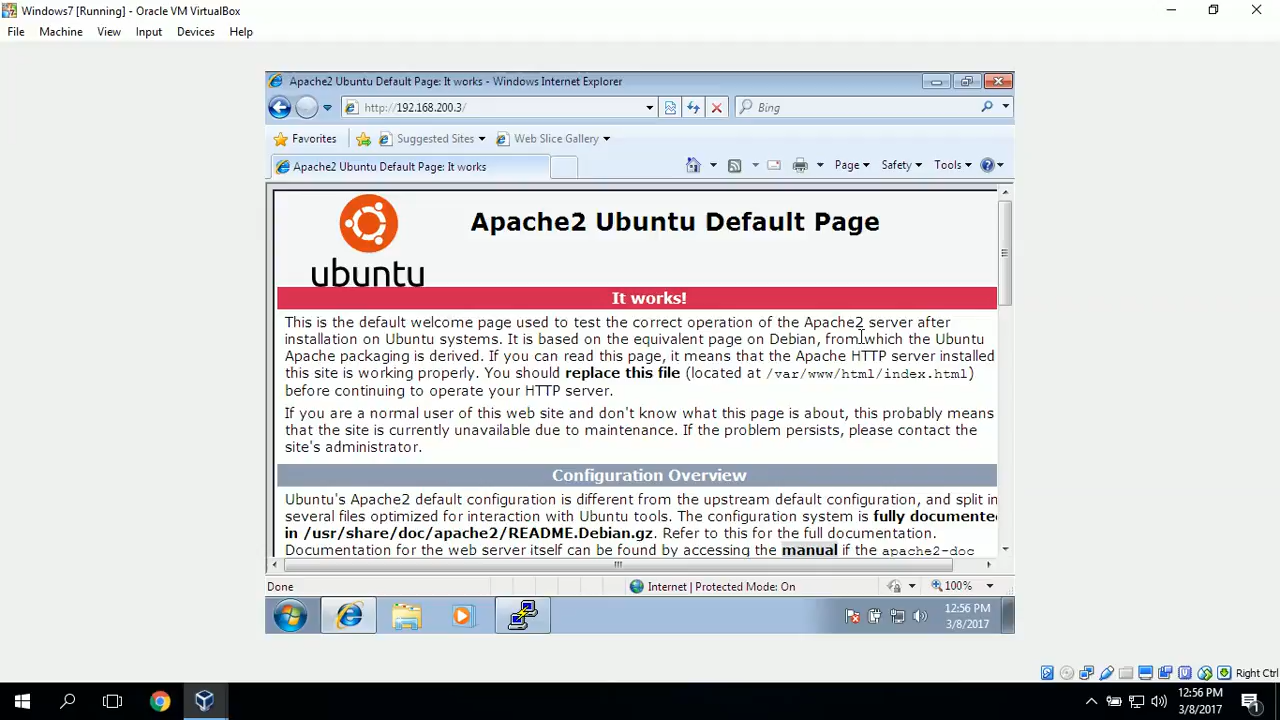 Windows7 [Running] - Oracle VM VirtualBox
File Machine View Input Devices Help
Apache2 Ubuntu Default Page: It works - Windows Internet Explorer
http://192.168.200.3/
Bing
Favorites Suggested Sites Web Slice Gallery
Apache2 Ubuntu Default Page: It works
Page Safety Tools
ubuntu
Apache2 Ubuntu Default Page
It works!
This is the default welcome page used to test the correct operation of the Apache2 server after
installation on Ubuntu systems. It is based on the equivalent page on Debian, from which the Ubuntu
Apache packaging is derived. If you can read this page, it means that the Apache HTTP server installed
this site is working properly. You should replace this file (located at /var/www/html/index.html)
before continuing to operate your HTTP server.
If you are a normal user of this web site and don't know what this page is about, this probably means
that the site is currently unavailable due to maintenance. If the problem persists, please contact the
site's administrator.
Configuration Overview
Ubuntu's Apache2 default configuration is different from the upstream default configuration, and split in
several files optimized for interaction with Ubuntu tools. The configuration system is fully documente
in /usr/share/doc/apache2/README.Debian.gz. Refer to this for the full documentation.
Documentation for the web server itself can be found by accessing the manual if the apache2-doc
Done
Internet | Protected Mode: On
100%
12:56 PM
3/8/2017
Right Ctrl
12:56 PM
3/8/2017
1